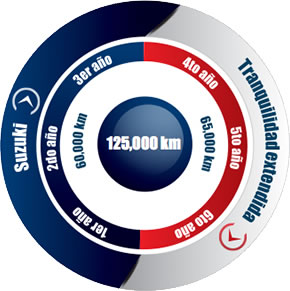 Suzuki
1er año
2do año
3er año
60,000 km
125,000 km
65,000 km
4to año
5to año
6to año
Tranquilidad extendida